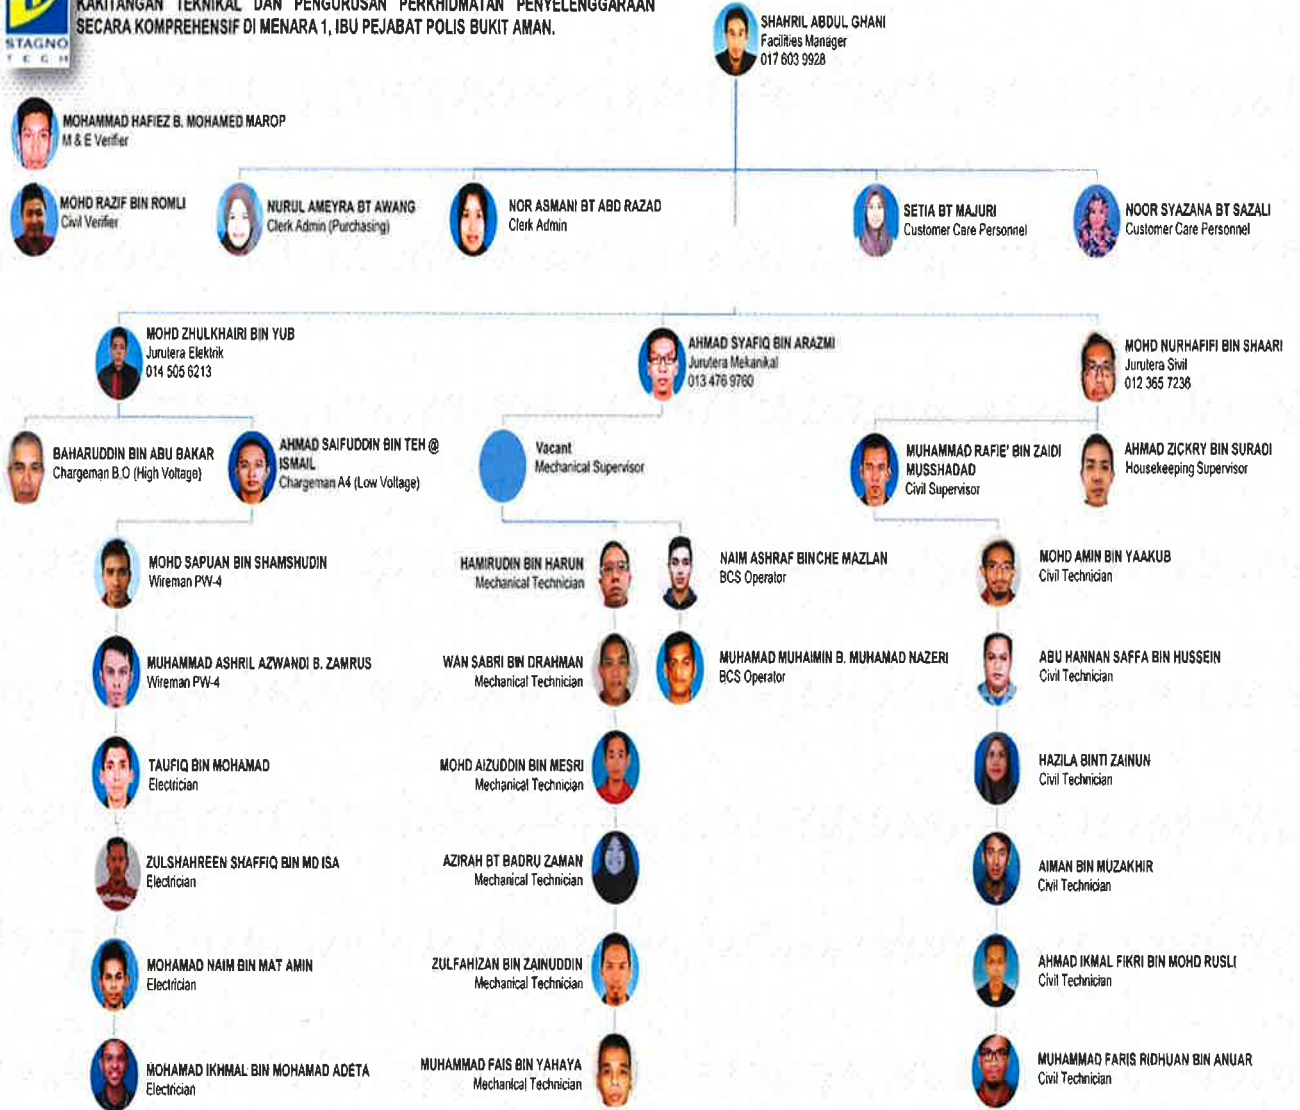 KAKITANGAN TEKNIKAL DAN PENGURUSAN PERKHIDMATAN PENYELENGGARAAN
SECARA KOMPREHENSIF DI MENARA 1, IBU PEJABAT POLIS BUKIT AMAN.
STAGNO
TECH
SHAHRIL ABDUL GHANI
Facilities Manager
017 603 9928
MOHAMMAD HAFIEZ B. MOHAMED MAROP
M & E Verifier
MOHD RAZIF BIN ROMLI
Civil Verifier
NURUL AMEYRA BT AWANG
Clerk Admin (Purchasing)
NOR ASMANI BT ABD RAZAD
Clerk Admin
SETIA BT MAJURI
Customer Care Personnel
NOOR SYAZANA BT SAZALI
Customer Care Personnel
MOHD ZHULKHAIRI BIN YUB
Jurutera Elektrik
014 505 6213
AHMAD SYAFIQ BIN ARAZMI
Jurutera Mekanikal
013 476 9760
MOHD NURHAFIFI BIN SHAARI
Jurutera Sivil
012 365 7236
BAHARUDDIN BIN ABU BAKAR
Chargeman B.O (High Voltage)
AHMAD SAIFUDDIN BIN TEH @
ISMAIL
Chargeman A4 (Low Voltage)
Vacant
Mechanical Supervisor
MUHAMMAD RAFIE' BIN ZAIDI
MUSSHADAD
Civil Supervisor
AHMAD ZICKRY BIN SURADI
Housekeeping Supervisor
MOHD SAPUAN BIN SHAMSHUDIN
Wireman PW-4
HAMIRUDIN BIN HARUN
Mechanical Technician
NAIM ASHRAF BINCHE MAZLAN
BCS Operator
MOHD AMIN BIN YAAKUB
Civil Technician
MUHAMMAD ASHRIL AZWANDI B. ZAMRUS
Wireman PW-4
WAN SABRI BIN DRAHMAN
Mechanical Technician
MUHAMAD MUHAIMIN B. MUHAMAD NAZERI
BCS Operator
ABU HANNAN SAFFA BIN HUSSEIN
Civil Technician
TAUFIQ BIN MOHAMAD
Electrician
MOHD AIZUDDIN BIN MESRI
Mechanical Technician
HAZILA BINTI ZAINUN
Civil Technician
ZULSHAHREEN SHAFFIQ BIN MD ISA
Electrician
AZIRAH BT BADRU ZAMAN
Mechanical Technician
AIMAN BIN MUZAKHIR
Civil Technician
MOHAMAD NAIM BIN MAT AMIN
Electrician
ZULFAHIZAN BIN ZAINUDDIN
Mechanical Technician
AHMAD IKMAL FIKRI BIN MOHD RUSLI
Civil Technician
MOHAMAD IKHMAL BIN MOHAMAD ADETA
Electrician
MUHAMMAD FAIS BIN YAHAYA
Mechanical Technician
MUHAMMAD FARIS RIDHUAN BIN ANUAR
Civil Technician